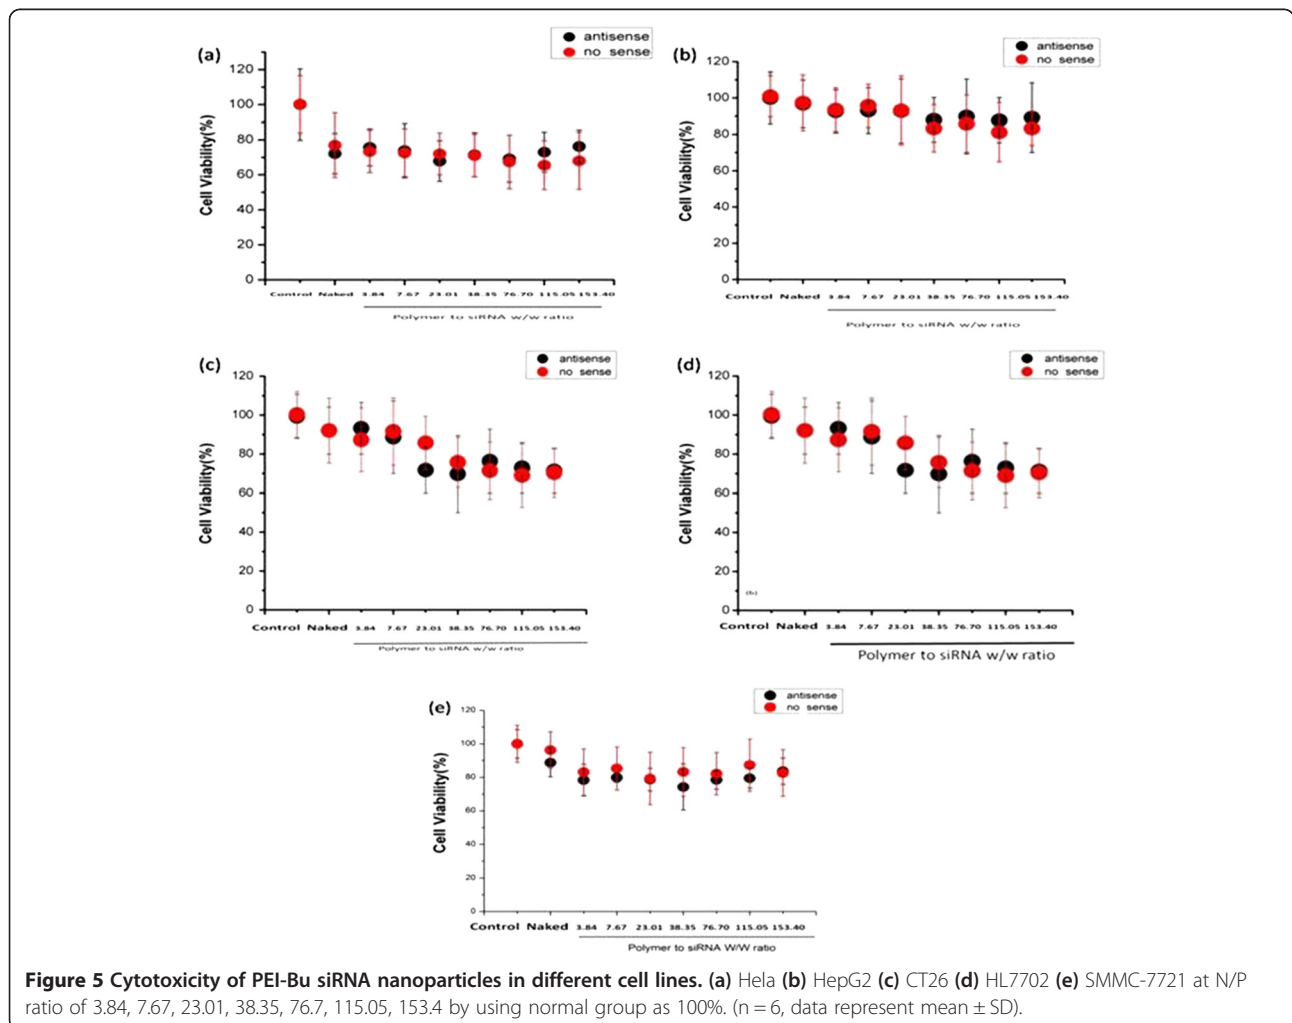 (a)
antisense
no sense
120
100
80
60
40
20
0
Cell Viability(%)
Control Naked 3.84 7.67 23.01 38.35 76.70 115.05 153.40
Polymer to siRNA w/w ratio
(b)
antisense
no sense
120
100
80
60
40
20
0
Cell Viability(%)
Control Naked 3.84 7.67 23.01 38.35 76.70 115.05 153.40
Polymer to siRNA w/w ratio
(c)
antisense
no sense
120
100
80
60
40
20
0
Cell Viability(%)
Control Naked 3.84 7.67 23.01 38.35 76.70 115.05 153.40
Polymer to siRNA w/w ratio
(d)
antisense
no sense
120
100
80
60
40
20
0
Cell Viability(%)
Control Naked 3.84 7.67 23.01 38.35 76.70 115.05 153.40
Polymer to siRNA w/w ratio
(e)
antisense
no sense
120
100
80
60
40
20
0
Cell Viability(%)
Control Naked 3.84 7.67 23.01 38.35 76.70 115.05 153.40
Polymer to siRNA W/W ratio
Figure 5 Cytotoxicity of PEI-Bu siRNA nanoparticles in different cell lines. (a) Hela (b) HepG2 (c) CT26 (d) HL7702 (e) SMMC-7721 at N/P
ratio of 3.84, 7.67, 23.01, 38.35, 76.7, 115.05, 153.4 by using normal group as 100%. (n = 6, data represent mean ± SD).